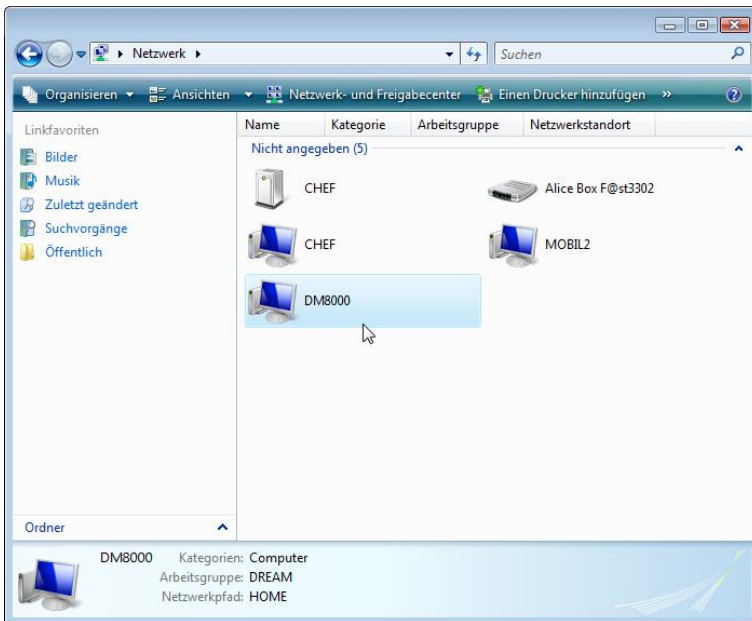 Netzwerk
Suchen
Organisieren Ansichten Netzwerk- und Freigabecenter Einen Drucker hinzufügen »
Linkfavoriten
Bilder
Musik
Zuletzt geändert
Suchvorgänge
Öffentlich
Ordner
Name Kategorie Arbeitsgruppe Netzwerkstandort
Nicht angegeben (5)
CHEF Alice Box F@st3302
CHEF MOBIL2
DM8000
DM8000 Kategorien: Computer
Arbeitsgruppe: DREAM
Netzwerkpfad: HOME